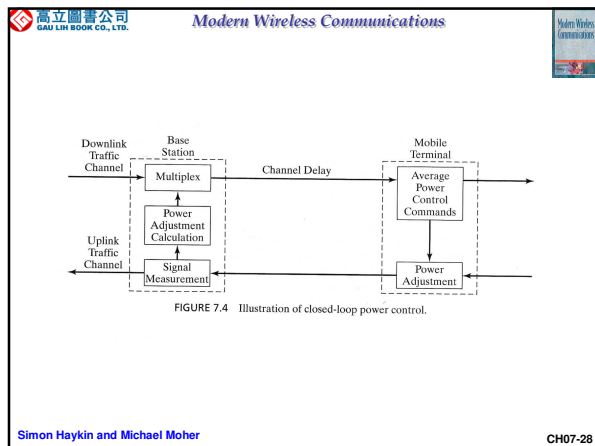 高立圖書公司
GAU LIH BOOK CO., LTD.
Modern Wireless Communications
Modern Wireless
Communications
Downlink
Traffic
Channel
Base
Station
Multiplex
Channel Delay
Mobile
Terminal
Average
Power
Control
Commands
Power
Adjustment
Calculation
Uplink
Traffic
Channel
Signal
Measurement
Power
Adjustment
FIGURE 7.4 Illustration of closed-loop power control.
Simon Haykin and Michael Moher
CH07-28